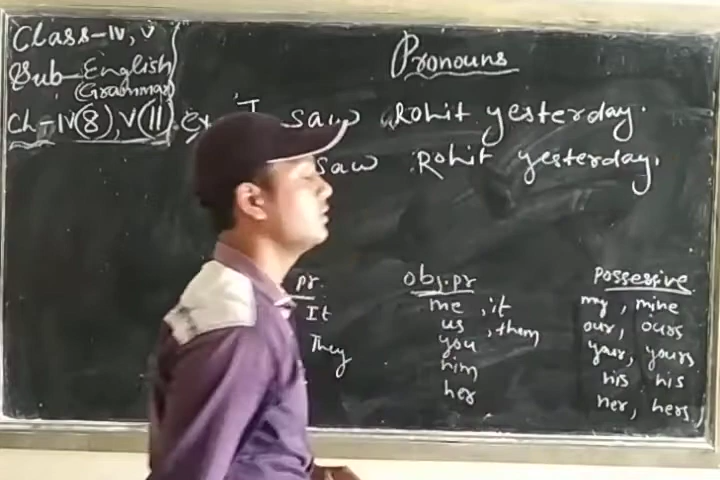 Class-IV, V
Sub-English
(Grammar)
Ch-IV(8), V(11)
Pronouns
Ex I saw Rohit yesterday.
saw Rohit yesterday.
pr. obj.pr Possessive
It me, it my, mine
us, them our, ours
They you your, yours
him his his
her her, hers,